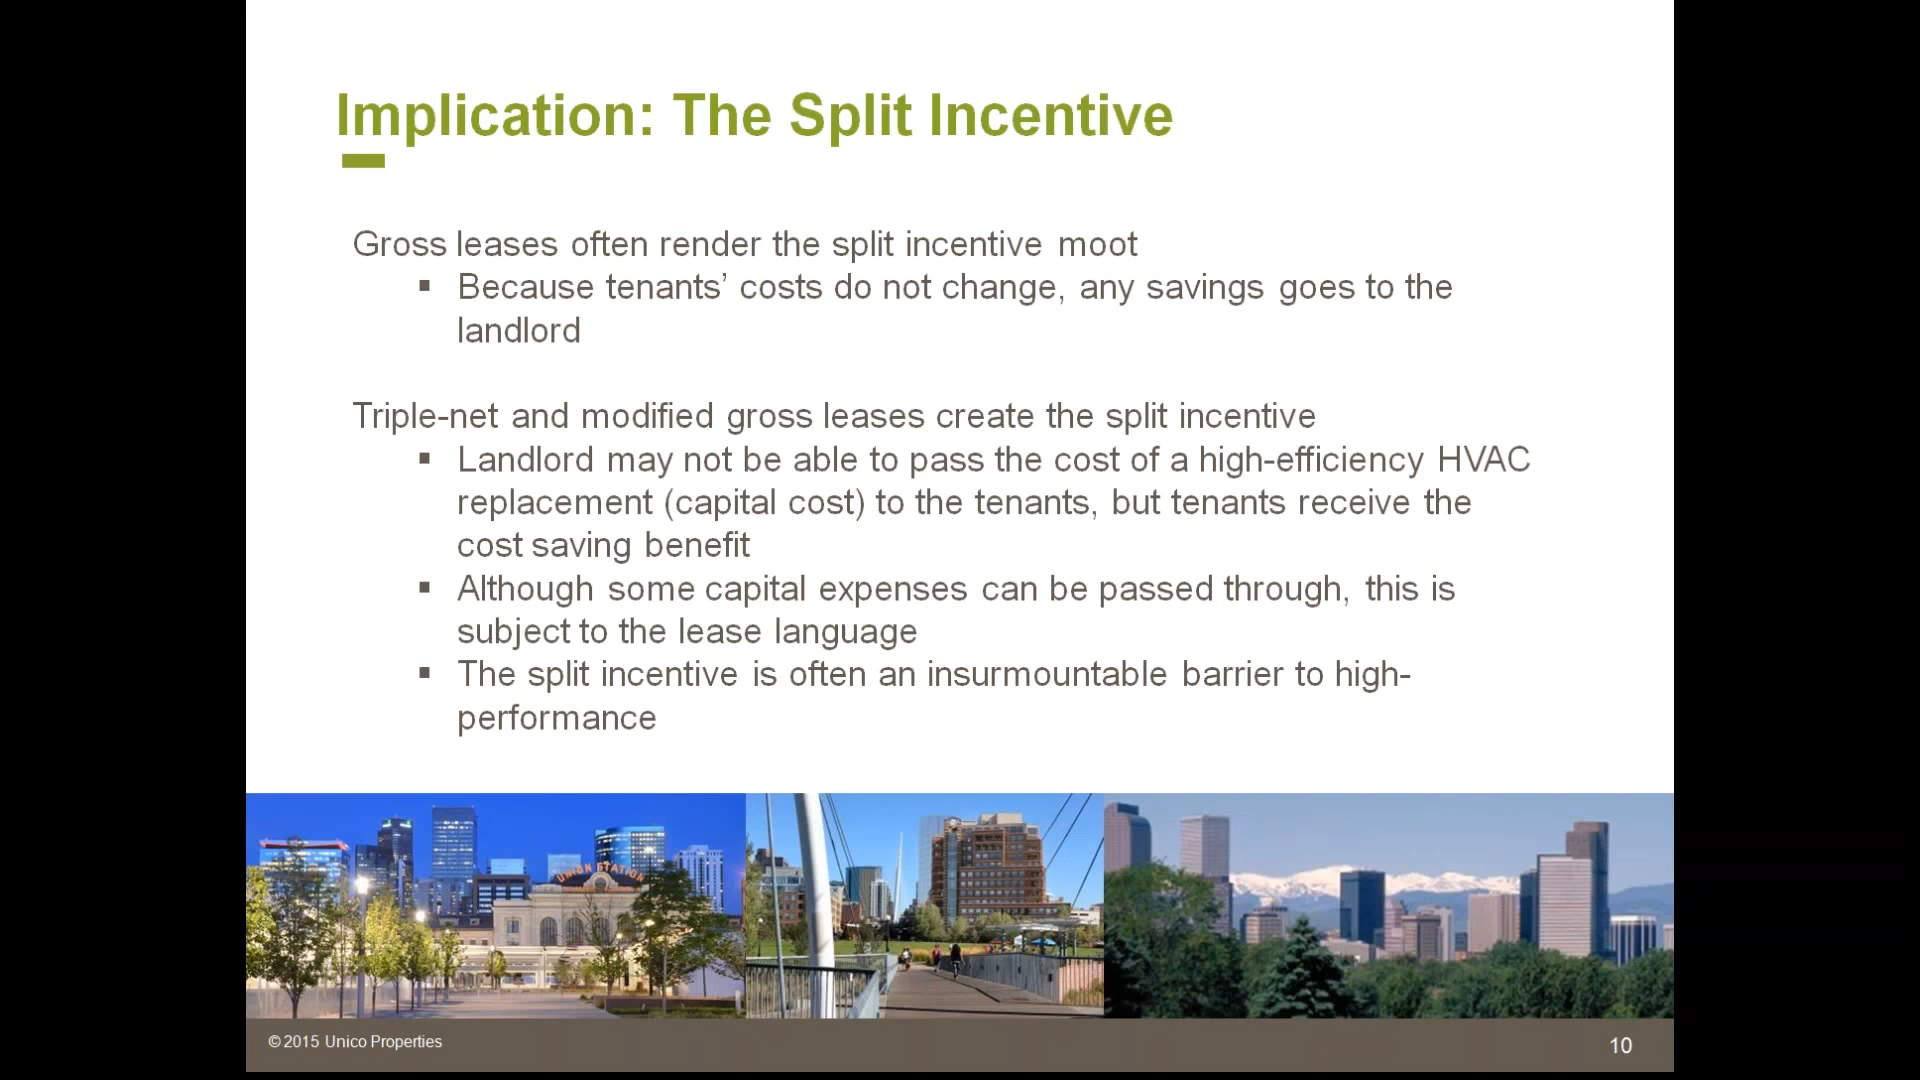 Implication: The Split Incentive
Gross leases often render the split incentive moot
▪ Because tenants’ costs do not change, any savings goes to the
landlord
Triple-net and modified gross leases create the split incentive
▪ Landlord may not be able to pass the cost of a high-efficiency HVAC
replacement (capital cost) to the tenants, but tenants receive the
cost saving benefit
▪ Although some capital expenses can be passed through, this is
subject to the lease language
▪ The split incentive is often an insurmountable barrier to high-
performance
UNION STATION
© 2015 Unico Properties
10